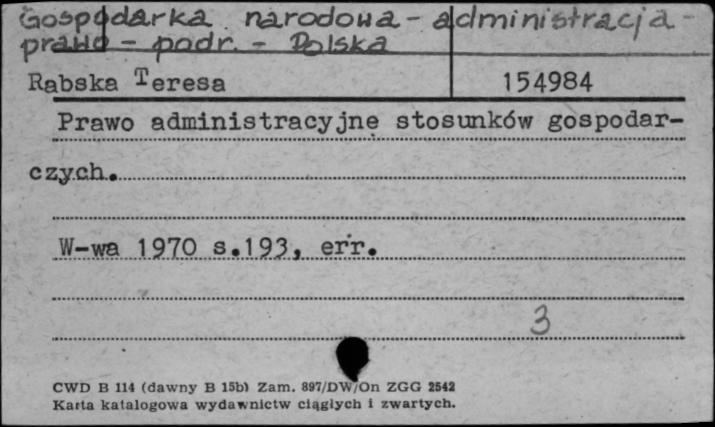 Gospodarka narodowa - administracja -
prawo - podr. - Polska
Rabska Teresa 154984
Prawo administracyjne stosunków gospodar-
czych.
W-wa 1970 s.193, err.
3
CWD B 114 (dawny B 15b) Zam. 897/DW/On ZGG 2542
Karta katalogowa wydawnictw ciągłych i zwartych.